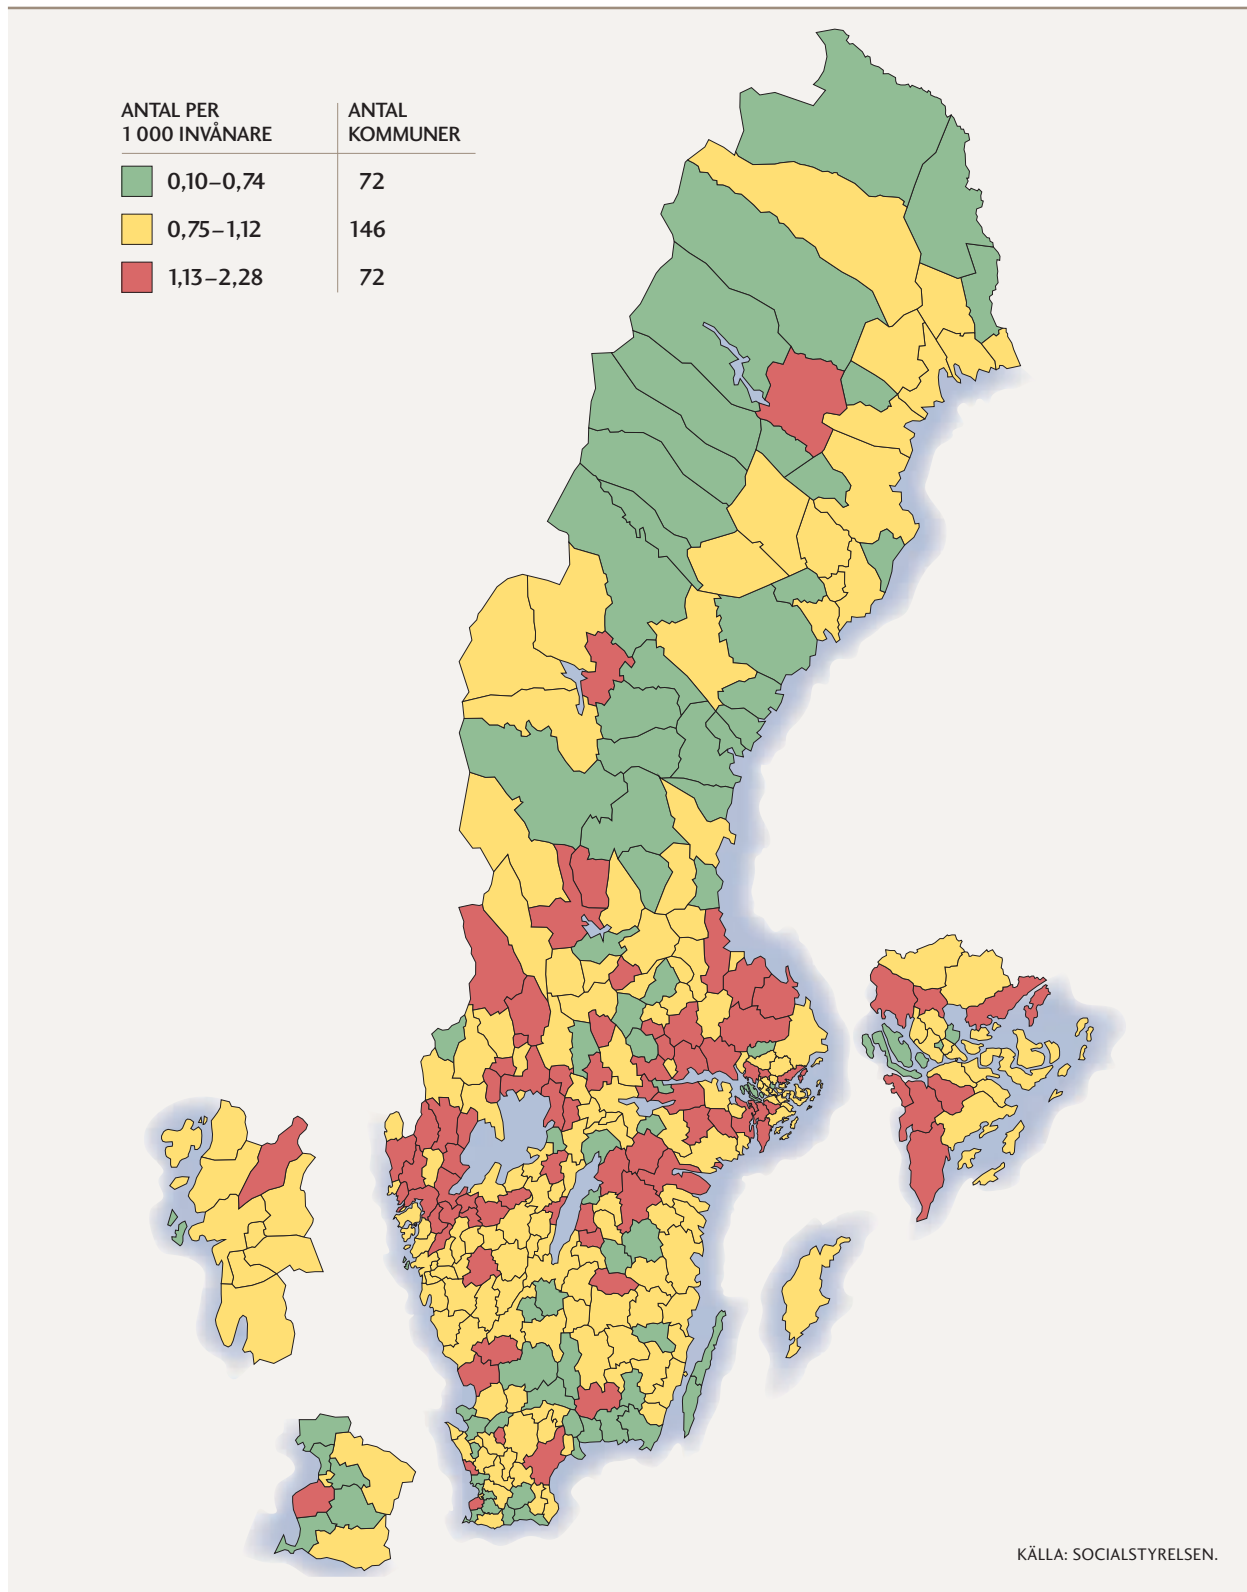 ANTAL PER
1 000 INVÅNARE
ANTAL
KOMMUNER
0,10–0,74 72
0,75–1,12 146
1,13–2,28 72
KÄLLA: SOCIALSTYRELSEN.